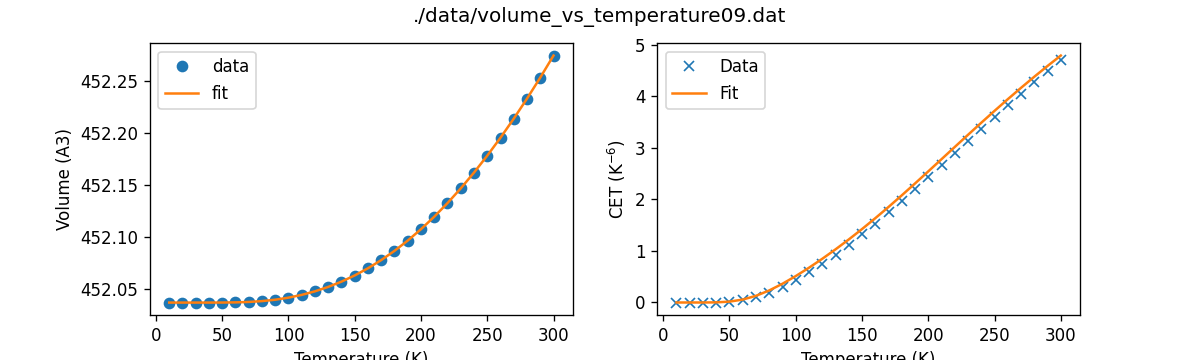 ./data/volume_vs_temperature09.dat
data
fit
452.25
452.20
452.15
452.10
452.05
Volume (A3)
0 50 100 150 200 250 300
Temperature (K)
Data
Fit
5
4
3
2
1
0
CET (K⁻⁶)
0 50 100 150 200 250 300
Temperature (K)